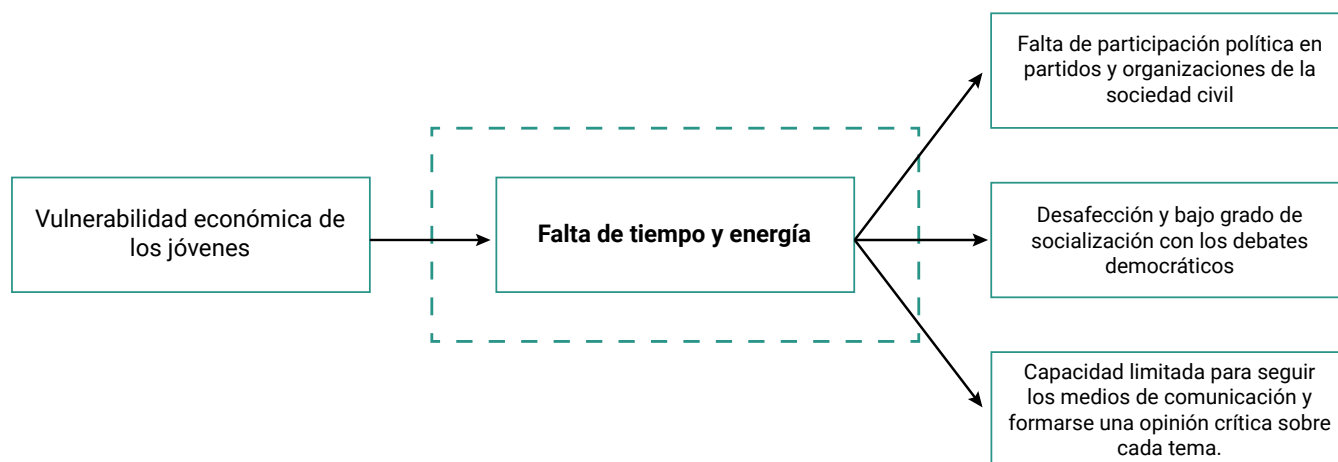 Vulnerabilidad económica de
los jóvenes
Falta de tiempo y energía
Falta de participación política en
partidos y organizaciones de la
sociedad civil
Desafección y bajo grado de
socialización con los debates
democráticos
Capacidad limitada para seguir
los medios de comunicación y
formarse una opinión crítica sobre
cada tema.